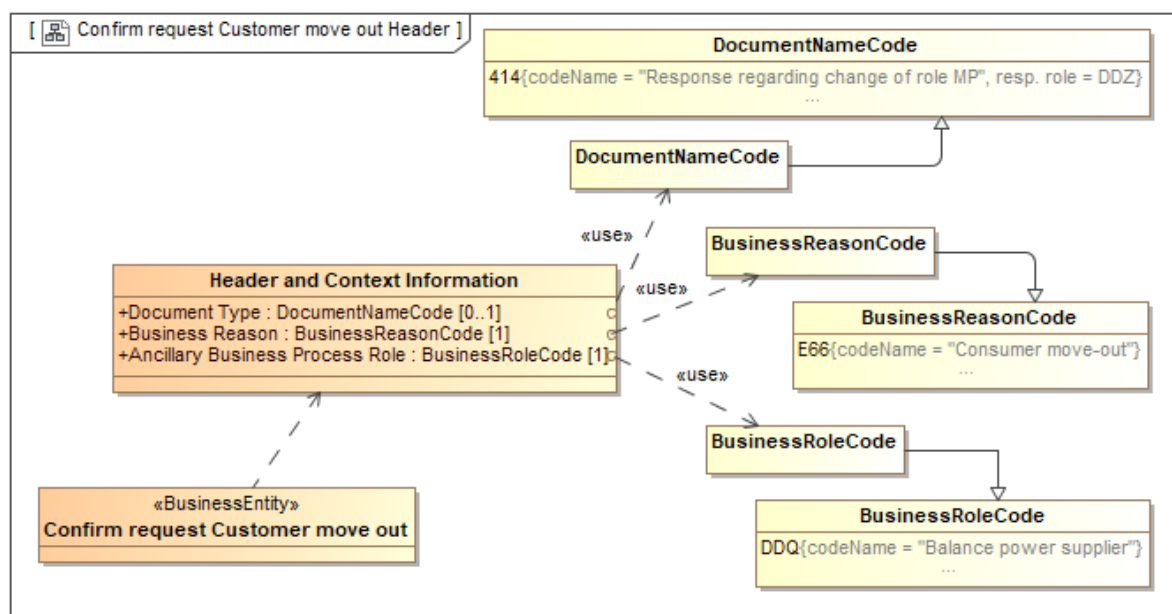 [ Confirm request Customer move out Header ]
DocumentNameCode
414{codeName = "Response regarding change of role MP", resp. role = DDZ}
...
DocumentNameCode
«use»
BusinessReasonCode
«use»
Header and Context Information
+Document Type : DocumentNameCode [0..1]
+Business Reason : BusinessReasonCode [1]
+Ancillary Business Process Role : BusinessRoleCode [1]
BusinessReasonCode
E66{codeName = "Consumer move-out"}
...
«use»
BusinessRoleCode
«BusinessEntity»
Confirm request Customer move out
BusinessRoleCode
DDQ{codeName = "Balance power supplier"}
...